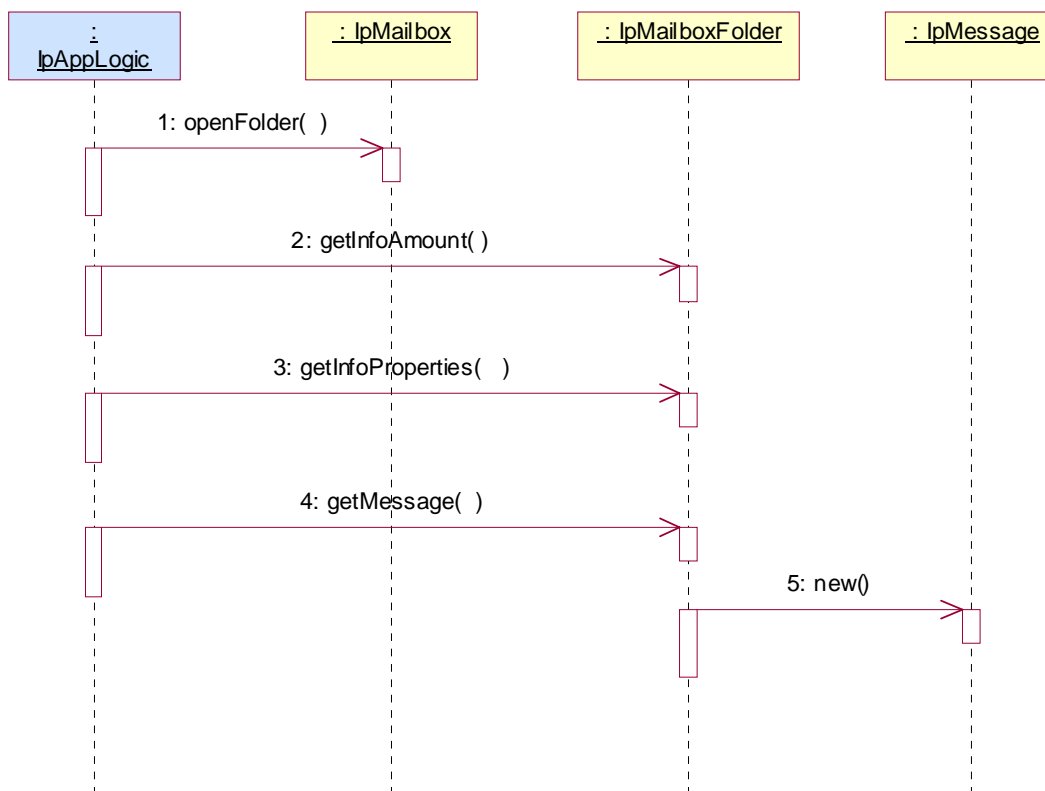 :
IpAppLogic
: IpMailbox
: IpMailboxFolder
: IpMessage
1: openFolder(  )
2: getInfoAmount( )
3: getInfoProperties(   )
4: getMessage(  )
5: new()